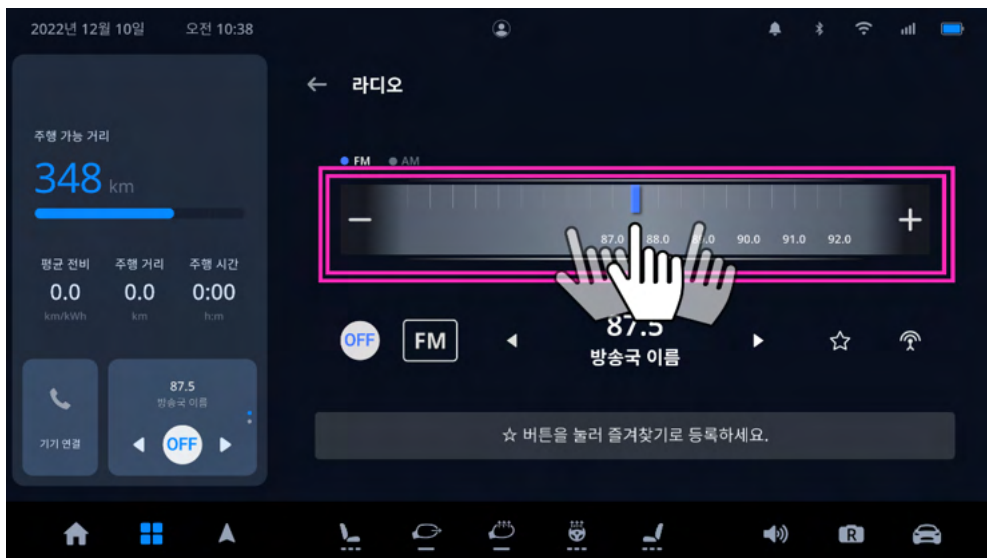 2022년 12월 10일 오전 10:38
← 라디오
주행 가능 거리
348 km
평균 전비 주행 거리 주행 시간
0.0 0.0 0:00
km/kWh km h:m
FM AM
− +
87.0 88.0 90.0 91.0 92.0
OFF FM
87.5
방송국 이름
87.5
방송국 이름
기기 연결
OFF
☆ 버튼을 눌러 즐겨찾기로 등록하세요.
R